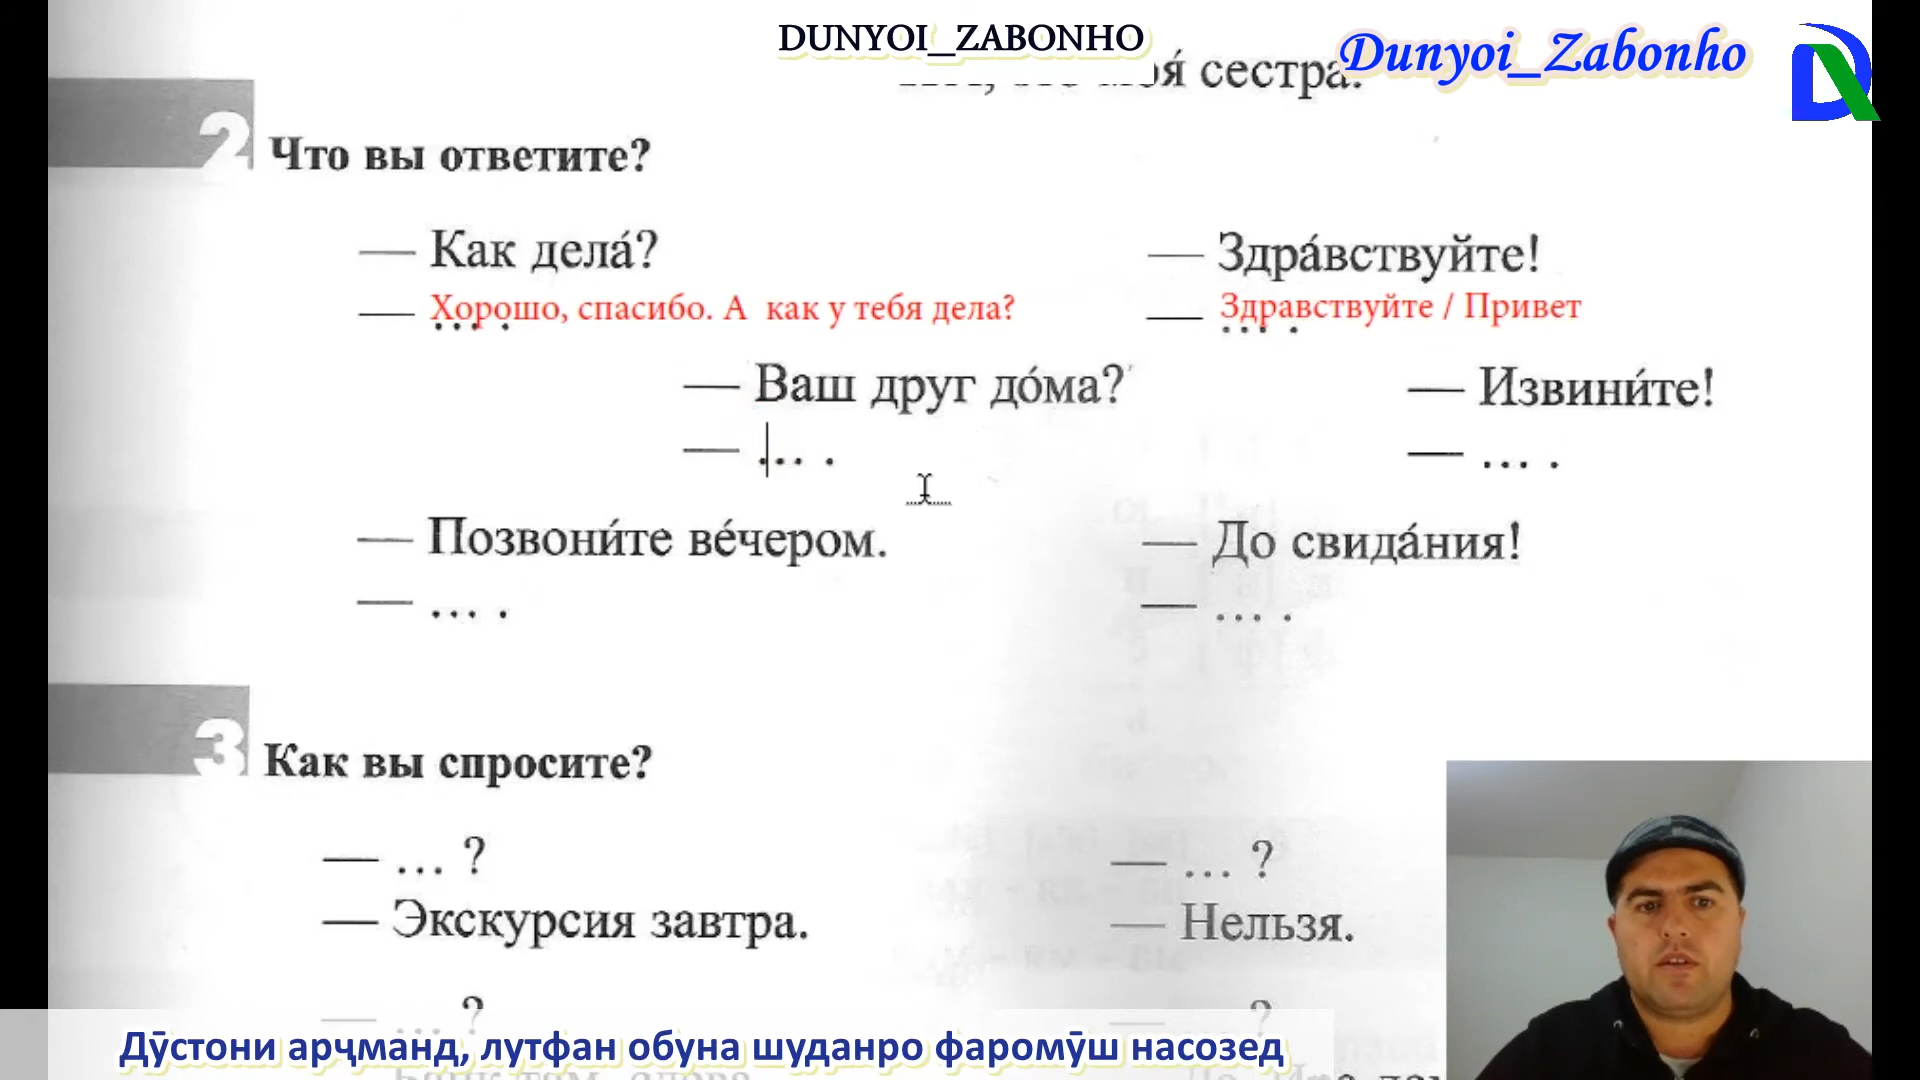 DUNYOI_ZABONHO
Dunyoi_Zabonho
сестра.
2
Что вы ответите?
— Как дела́? — Здра́вствуйте!
— Хорошо, спасибо. А как у тебя дела? — Здравствуйте / Привет
— Ваш друг до́ма? — Извини́те!
— ... . — ... .
— Позвони́те ве́чером. — До свида́ния!
— ... . — ... .
3
Как вы спросите?
— ... ? — ... ?
— Экскурсия завтра. — Нельзя.
— ... ? — ... ?
Дӯстони арҷманд, лутфан обуна шуданро фаромӯш насозед